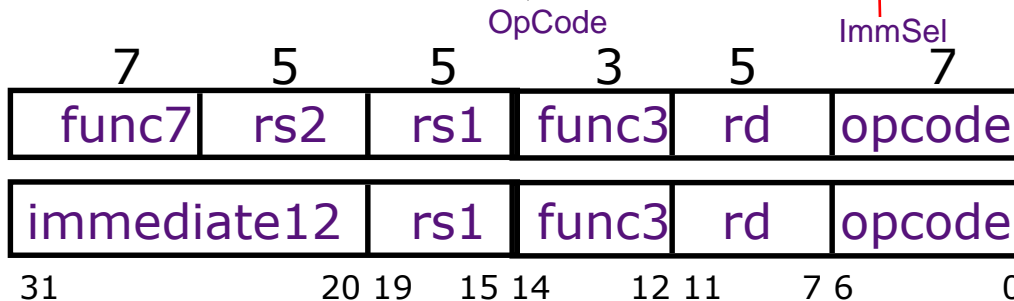 OpCode
ImmSel
7 5 5 3 5 7
func7 rs2 rs1 func3 rd opcode
immediate12 rs1 func3 rd opcode
31 20 19 15 14 12 11 7 6 0